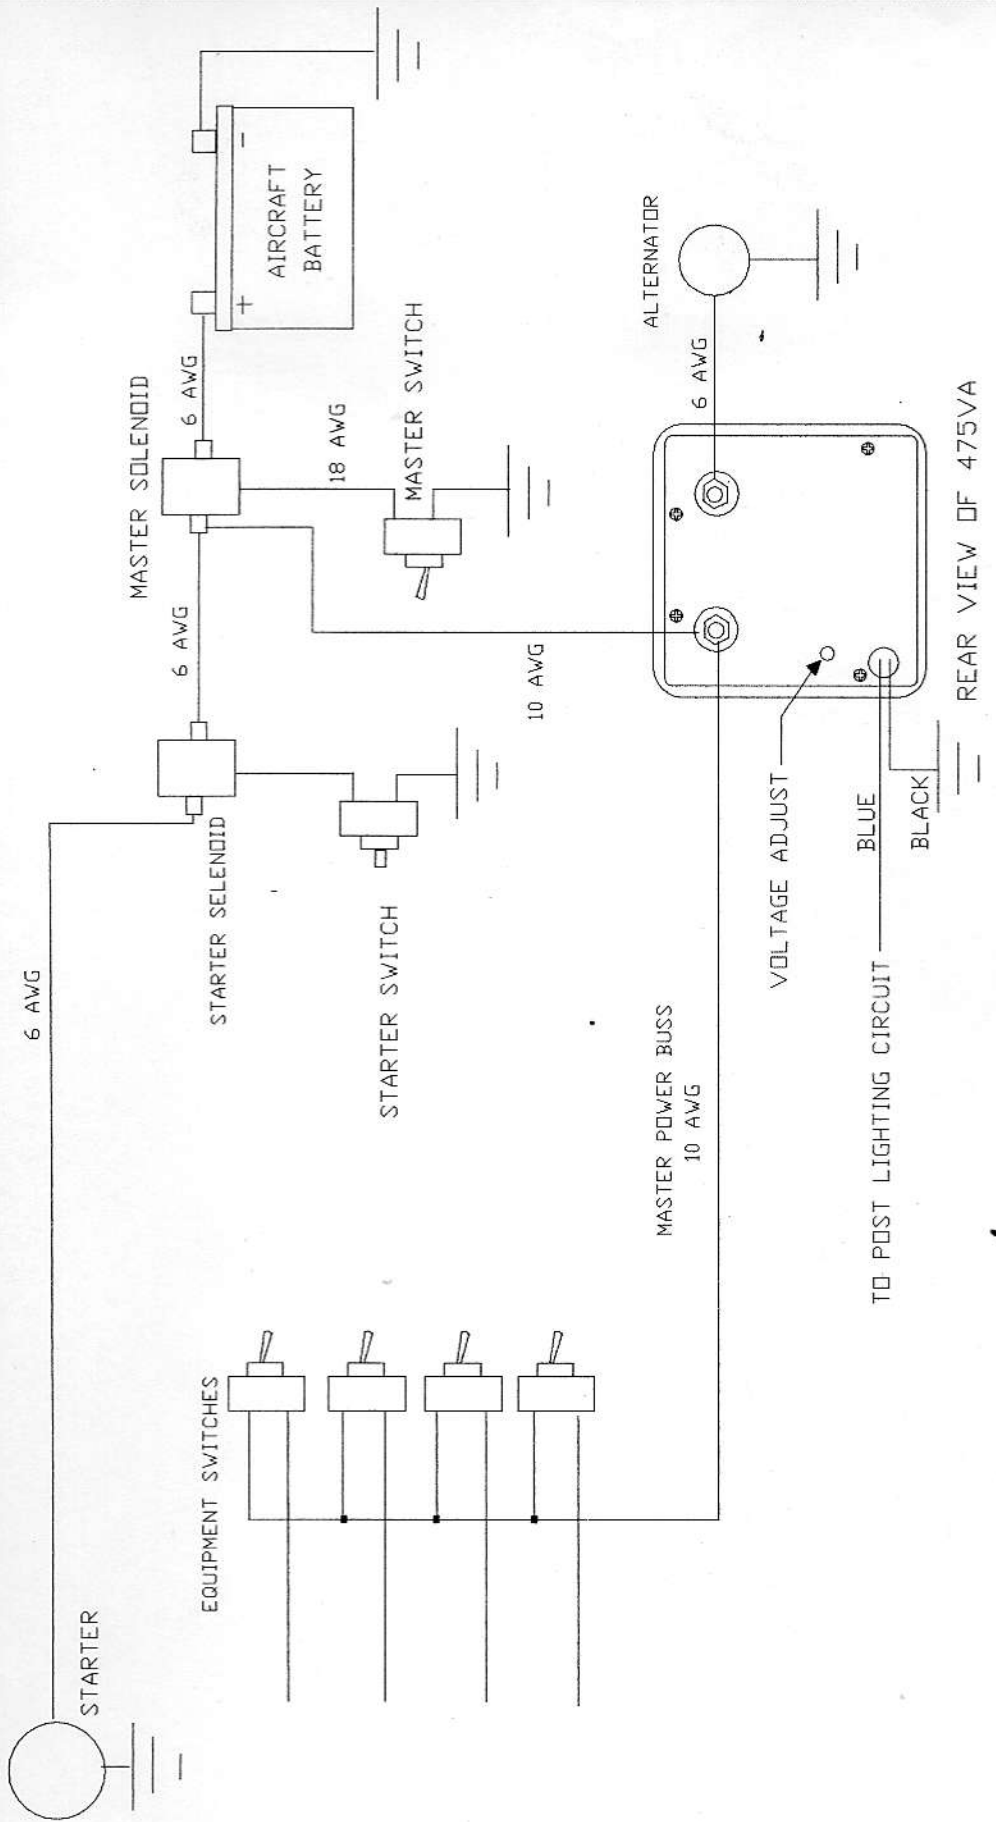 STARTER
6 AWG
EQUIPMENT SWITCHES
STARTER SELENOID
STARTER SWITCH
6 AWG
MASTER SOLENOID
6 AWG
18 AWG
MASTER SWITCH
+
-
AIRCRAFT
BATTERY
10 AWG
MASTER POWER BUSS
10 AWG
ALTERNATOR
6 AWG
VOLTAGE ADJUST
BLUE
BLACK
TO POST LIGHTING CIRCUIT
REAR VIEW OF 475VA